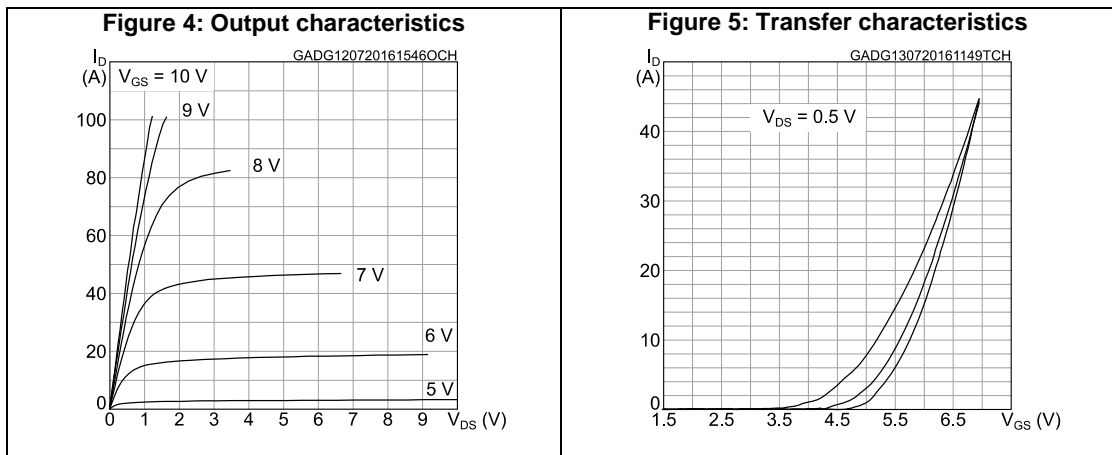 Figure 4: Output characteristics
GADG120720161546OCH
I_D
(A)
V_GS = 10 V
9 V
8 V
7 V
6 V
5 V
100
80
60
40
20
0
0 1 2 3 4 5 6 7 8 9 V_DS (V)
Figure 5: Transfer characteristics
GADG130720161149TCH
I_D
(A)
V_DS = 0.5 V
40
30
20
10
0
1.5 2.5 3.5 4.5 5.5 6.5 V_GS (V)